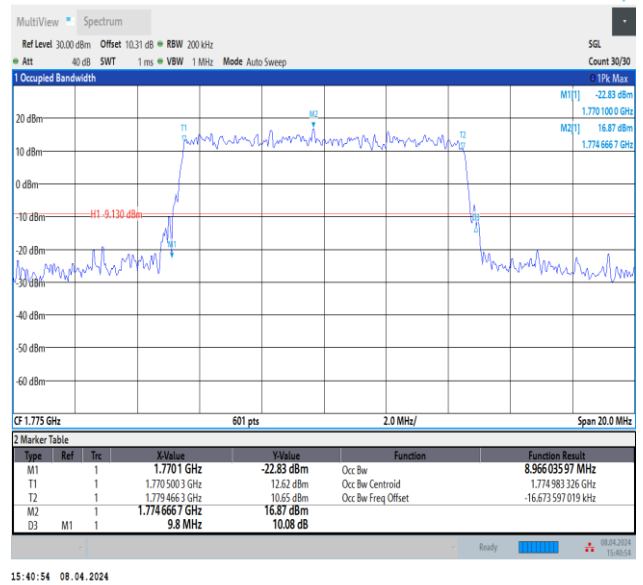 MultiView Spectrum
Ref Level 30.00 dBm Offset 10.31 dB RBW 200 kHz SGL
Att 40 dB SWT 1 ms VBW 1 MHz Mode Auto Sweep Count 30/30
1 Occupied Bandwidth 1Pk Max
M1[1] -22.83 dBm
1.770 100 0 GHz
M2[1] 16.87 dBm
1.774 666 7 GHz
20 dBm
M2
T1
T2
10 dBm
0 dBm
-10 dBm
H1 -9.130 dBm
D3
M1
-20 dBm
-30 dBm
-40 dBm
-50 dBm
-60 dBm
CF 1.775 GHz 601 pts 2.0 MHz/ Span 20.0 MHz
2 Marker Table
Type Ref Trc X-Value Y-Value Function Function Result
M1 1 1.7701 GHz -22.83 dBm Occ Bw 8.966 035 97 MHz
T1 1 1.770 500 3 GHz 12.62 dBm Occ Bw Centroid 1.774 983 326 GHz
T2 1 1.779 466 3 GHz 10.65 dBm Occ Bw Freq Offset -16.673 597 019 kHz
M2 1 1.774 666 7 GHz 16.87 dBm
D3 M1 1 9.8 MHz 10.08 dB
Ready 08.04.2024
15:40:54
15:40:54 08.04.2024